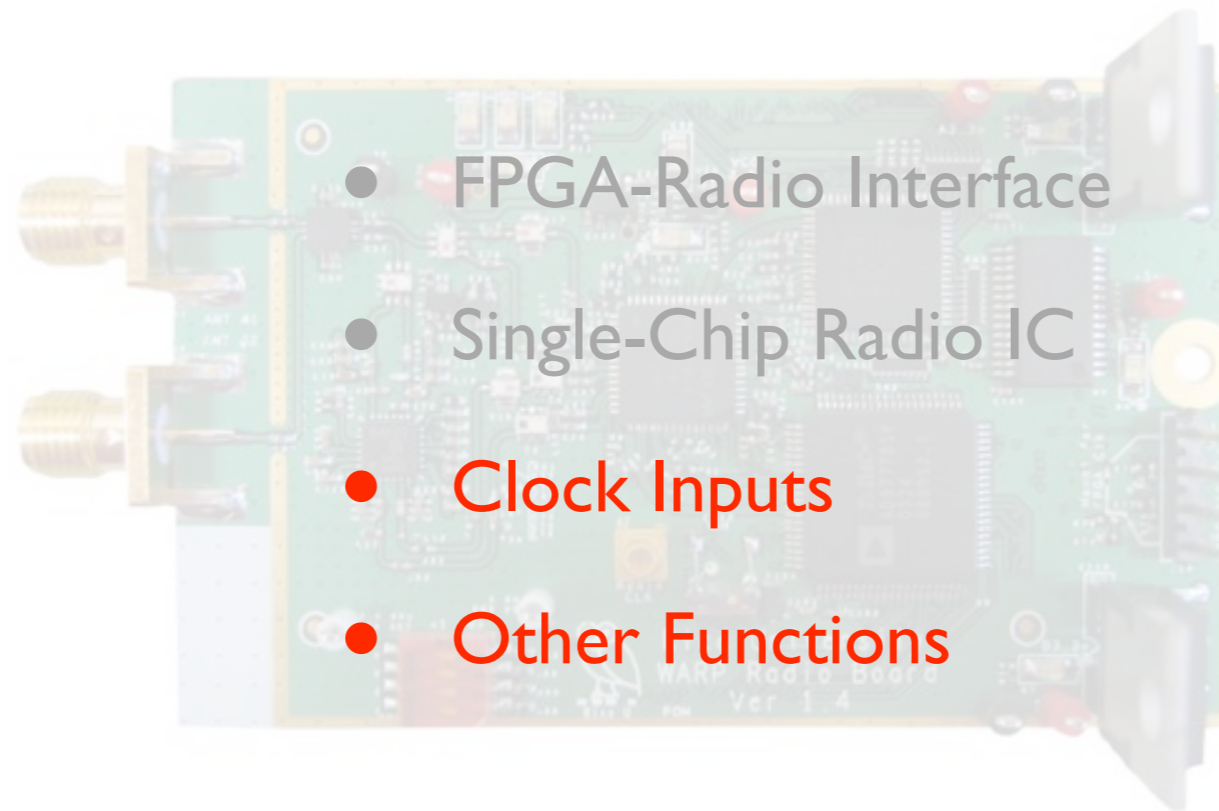 • FPGA-Radio Interface
• Single-Chip Radio IC
• Clock Inputs
• Other Functions
WARP Radio Board
Ver 1.4